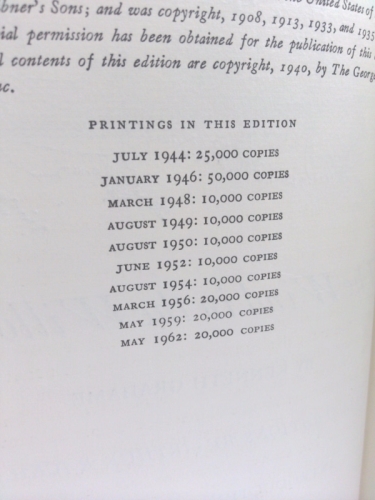 United States of
bner's Sons; and was copyright, 1908, 1913, 1933, and 1935
ial permission has been obtained for the publication of this
l contents of this edition are copyright, 1940, by The George
nc.
PRINTINGS IN THIS EDITION
JULY 1944: 25,000 COPIES
JANUARY 1946: 50,000 COPIES
MARCH 1948: 10,000 COPIES
AUGUST 1949: 10,000 COPIES
AUGUST 1950: 10,000 COPIES
JUNE 1952: 10,000 COPIES
AUGUST 1954: 10,000 COPIES
MARCH 1956: 20,000 COPIES
MAY 1959: 20,000 COPIES
MAY 1962: 20,000 COPIES